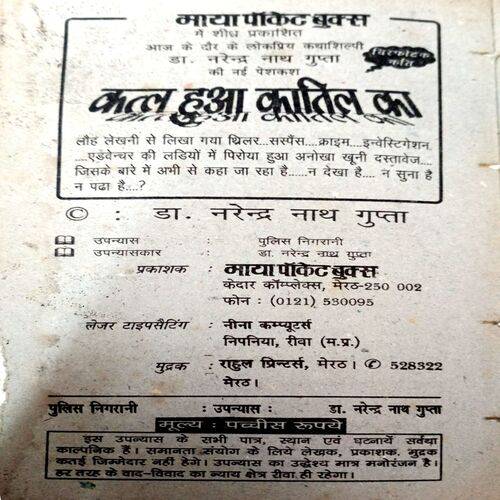 माया पॉकेट बुक्स
में शीघ्र प्रकाशित
आज के दौर के लोकप्रिय कथाशिल्पी
डा. नरेन्द्र नाथ गुप्ता
की नई पेशकश
विस्फोटक
कृति
कत्ल हुआ कातिल का
लौह लेखनी से लिखा गया थ्रिलर...सस्पैंस....क्राइम....इन्वेस्टिगेशन
....एडवेन्चर की लडियों में पिरोया हुआ अनोखा खूनी दस्तावेज....
जिसके बारे में अभी से कहा जा रहा है......न देखा है.... न सुना है
न पढा है....?
© : डा. नरेन्द्र नाथ गुप्ता
उपन्यास : पुलिस निगरानी
उपन्यासकार : डा. नरेन्द्र नाथ गुप्ता
प्रकाशक : माया पॉकेट बुक्स
केदार कॉम्प्लेक्स, मेरठ-250 002
फोन : (0121) 530095
लेजर टाइपसैटिंग : नीना कम्प्यूटर्स
निपनिया, रीवा (म.प्र.)
मुद्रक : राहुल प्रिन्टर्स, मेरठ। ✆ 528322
मेरठ।
पुलिस निगरानी : उपन्यास : डा. नरेन्द्र नाथ गुप्ता
मूल्य : पच्चीस रूपये
इस उपन्यास के सभी पात्र, स्थान एवं घटनायें सर्वथा
काल्पनिक हैं। समानता संयोग के लिये लेखक, प्रकाशक, मुद्रक
कतई जिम्मेदार नहीं हेगे। उपन्यास का उद्देश्य मात्र मनोरंजन है।
हर तरह के वाद-विवाद का न्याय क्षेत्र रीवा ही रहेगा।